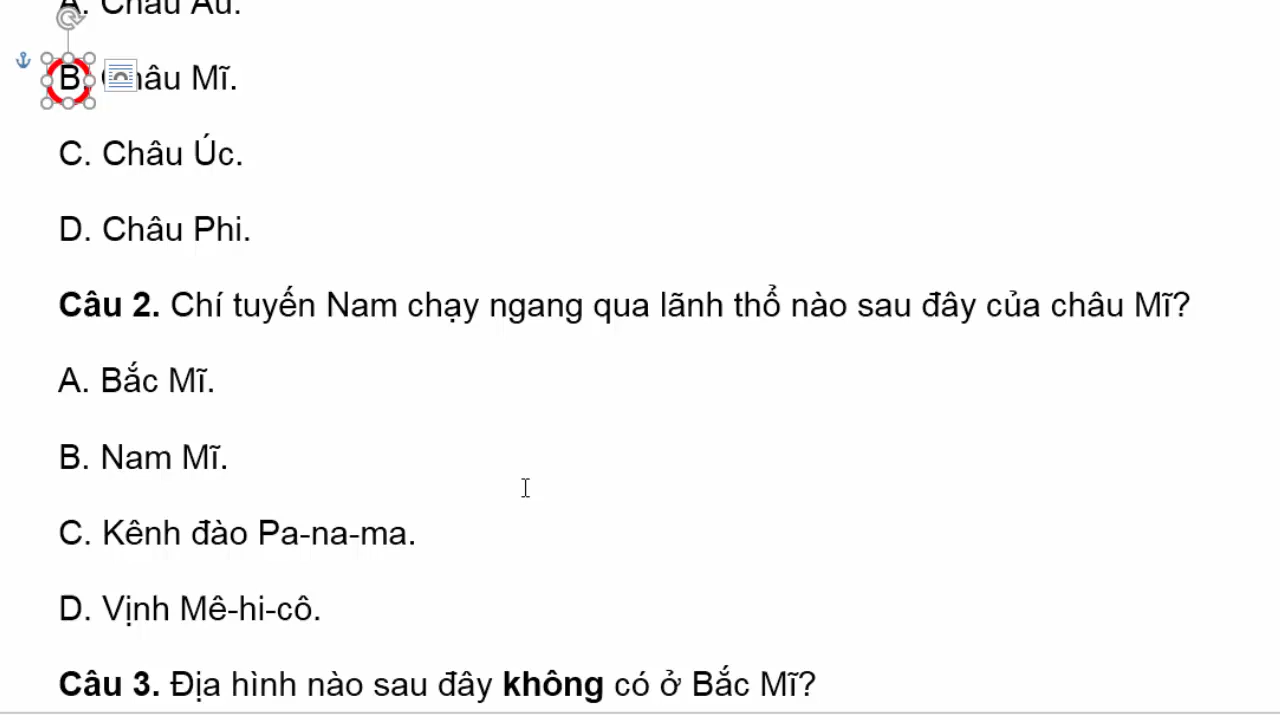 A. Châu Âu.
B. Châu Mĩ.
C. Châu Úc.
D. Châu Phi.
Câu 2. Chí tuyến Nam chạy ngang qua lãnh thổ nào sau đây của châu Mĩ?
A. Bắc Mĩ.
B. Nam Mĩ.
C. Kênh đào Pa-na-ma.
D. Vịnh Mê-hi-cô.
Câu 3. Địa hình nào sau đây không có ở Bắc Mĩ?